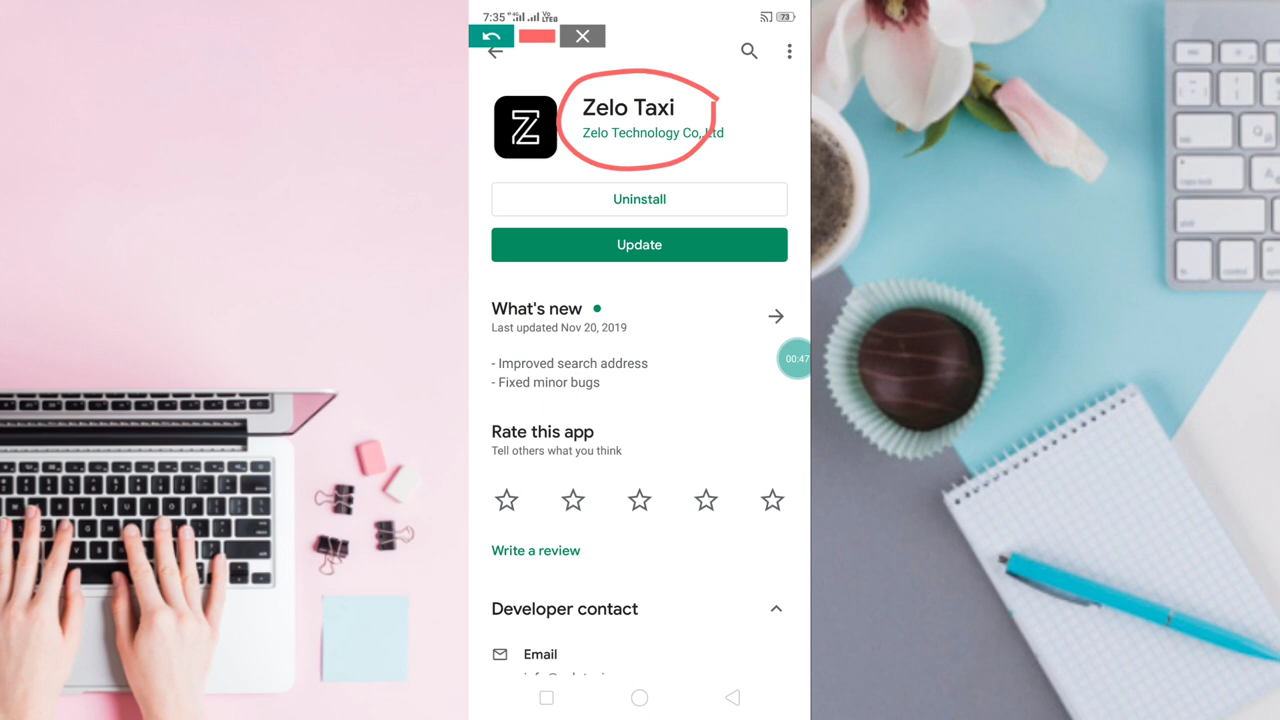 7:35
73
Zelo Taxi
Zelo Technology Co,.Ltd
Uninstall
Update
What's new
Last updated Nov 20, 2019
00:47
- Improved search address
- Fixed minor bugs
Rate this app
Tell others what you think
Write a review
Developer contact
Email